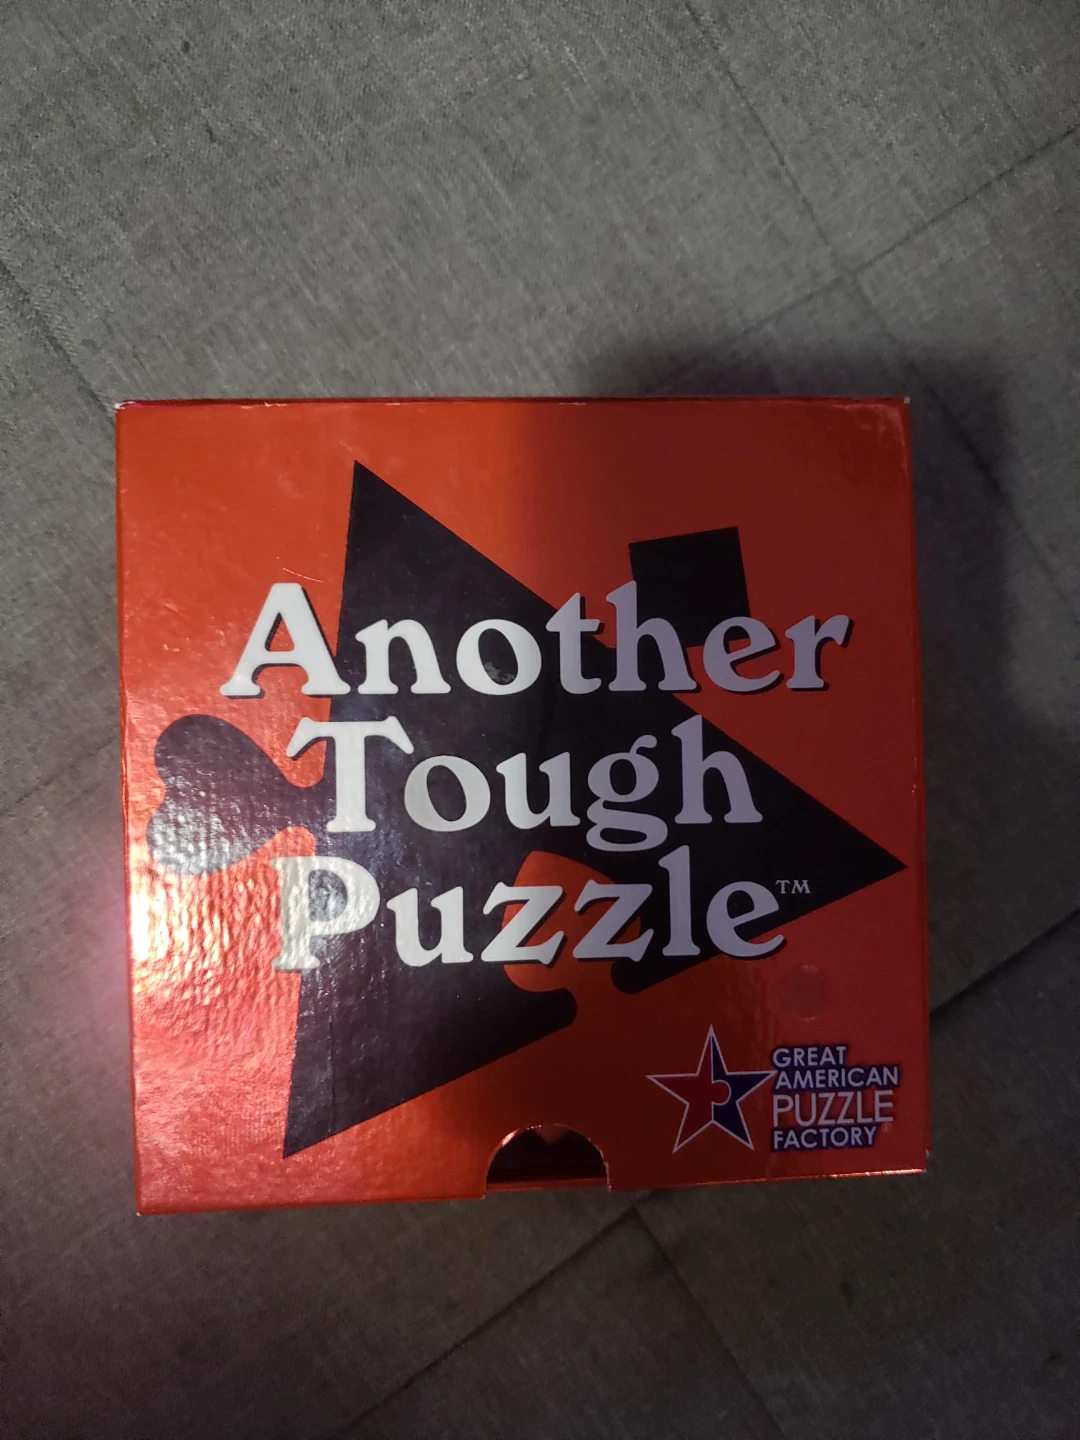 Another
Tough
Puzzle™
GREAT
AMERICAN
PUZZLE
FACTORY®